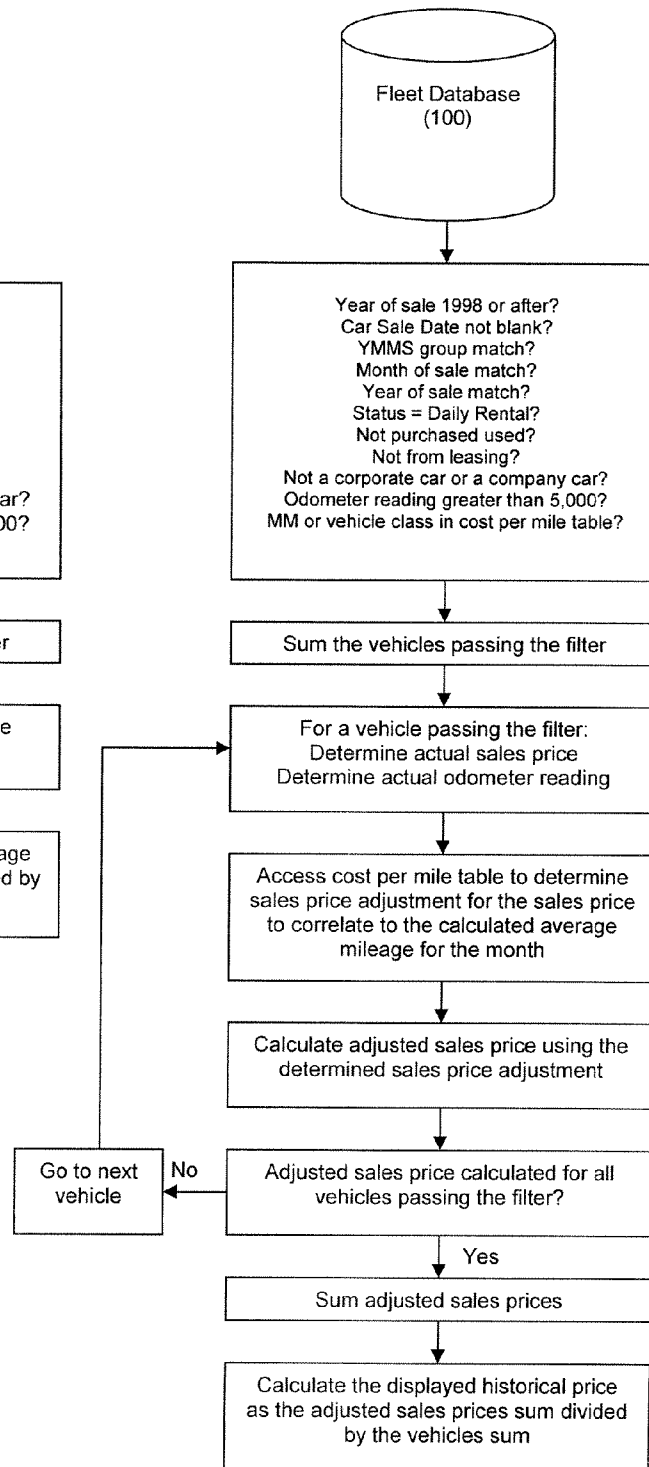 Fleet Database
(100)
Year of sale 1998 or after?
Car Sale Date not blank?
YMMS group match?
Month of sale match?
Year of sale match?
Status = Daily Rental?
Not purchased used?
Not from leasing?
Not a corporate car or a company car?
Odometer reading greater than 5,000?
MM or vehicle class in cost per mile table?
ar?
00?
er
Sum the vehicles passing the filter
e
For a vehicle passing the filter:
Determine actual sales price
Determine actual odometer reading
age
ed by
Access cost per mile table to determine
sales price adjustment for the sales price
to correlate to the calculated average
mileage for the month
Calculate adjusted sales price using the
determined sales price adjustment
Go to next
vehicle
No
Adjusted sales price calculated for all
vehicles passing the filter?
Yes
Sum adjusted sales prices
Calculate the displayed historical price
as the adjusted sales prices sum divided
by the vehicles sum